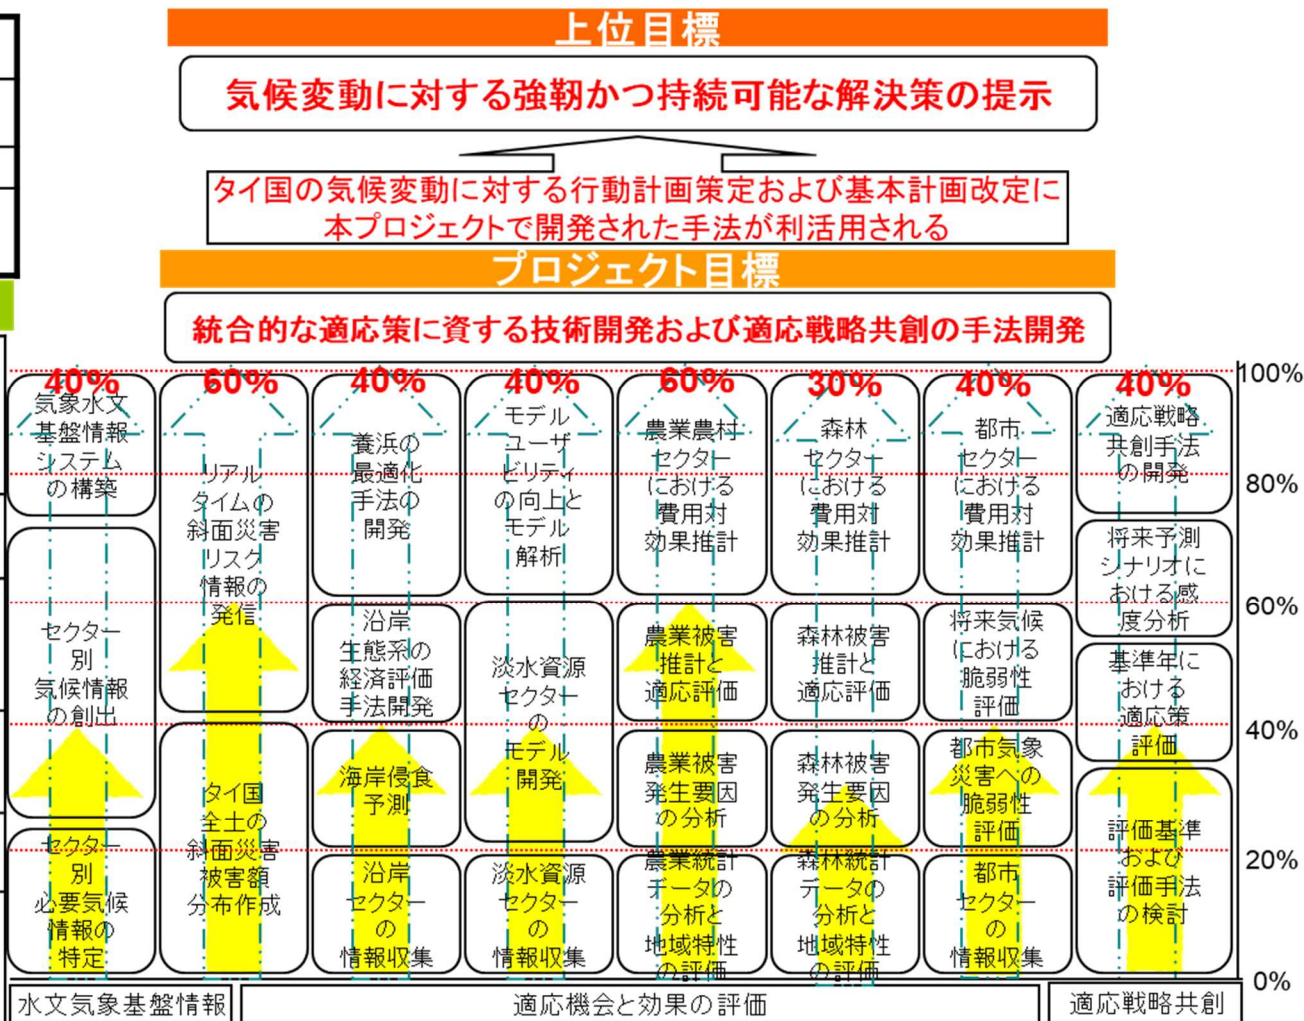 上位目標
気候変動に対する強靭かつ持続可能な解決策の提示
タイ国の気候変動に対する行動計画策定および基本計画改定に
本プロジェクトで開発された手法が利活用される
プロジェクト目標
統合的な適応策に資する技術開発および適応戦略共創の手法開発
40%
気象水文
基盤情報
システム
の構築
セクター
別
気候情報
の創出
セクター
別
必要気候
情報の
特定
60%
リアル
タイムの
斜面災害
リスク
情報の
発信
タイ国
全土の
斜面災害
被害額
分布作成
40%
養浜の
最適化
手法の
開発
沿岸
生態系の
経済評価
手法開発
海岸侵食
予測
沿岸
セクター
の
情報収集
40%
モデル
ユーザ
ビリティ
の向上と
モデル
解析
淡水資源
セクター
の
モデル
開発
淡水資源
セクター
の
情報収集
60%
農業農村
セクター
における
費用対
効果推計
農業被害
推計と
適応評価
農業被害
発生要因
の分析
農業統計
データの
分析と
地域特性
の評価
30%
森林
セクター
における
費用対
効果推計
森林被害
推計と
適応評価
森林被害
発生要因
の分析
森林統計
データの
分析と
地域特性
の評価
40%
都市
セクター
における
費用対
効果推計
将来気候
における
脆弱性
評価
都市気象
災害への
脆弱性
評価
都市
セクター
の
情報収集
40%
適応戦略
共創手法
の開発
将来予測
シナリオに
おける感
度分析
基準年に
おける
適応策
評価
評価基準
および
評価手法
の検討
100%
80%
60%
40%
20%
0%
水文気象基盤情報
適応機会と効果の評価
適応戦略共創